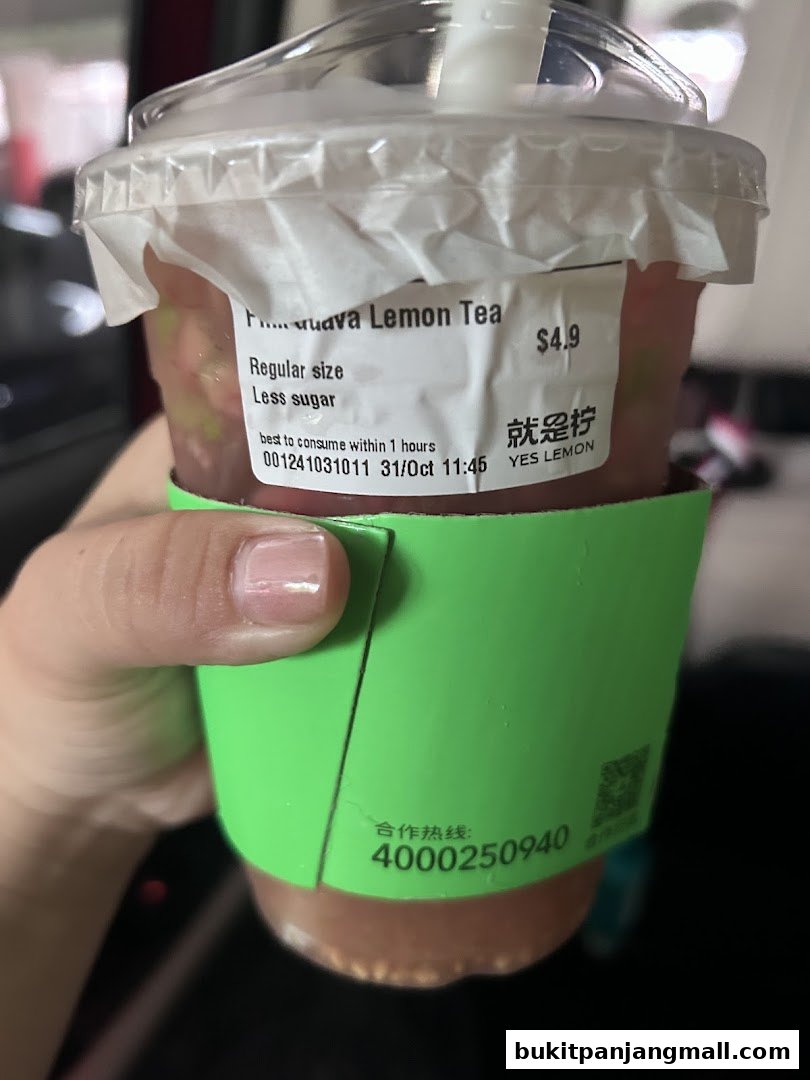 Guava Lemon Tea
$4.9
Regular size
Less sugar
best to consume within 1 hours
001241031011 31/Oct 11:45
就是柠
YES LEMON
合作热线:
4000250940
bukitpanjangmall.com